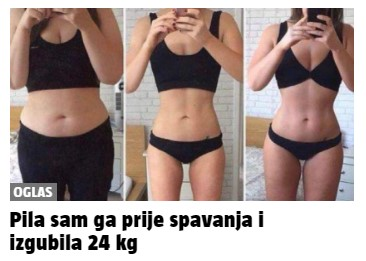 OGLAS
Pila sam ga prije spavanja i
izgubila 24 kg